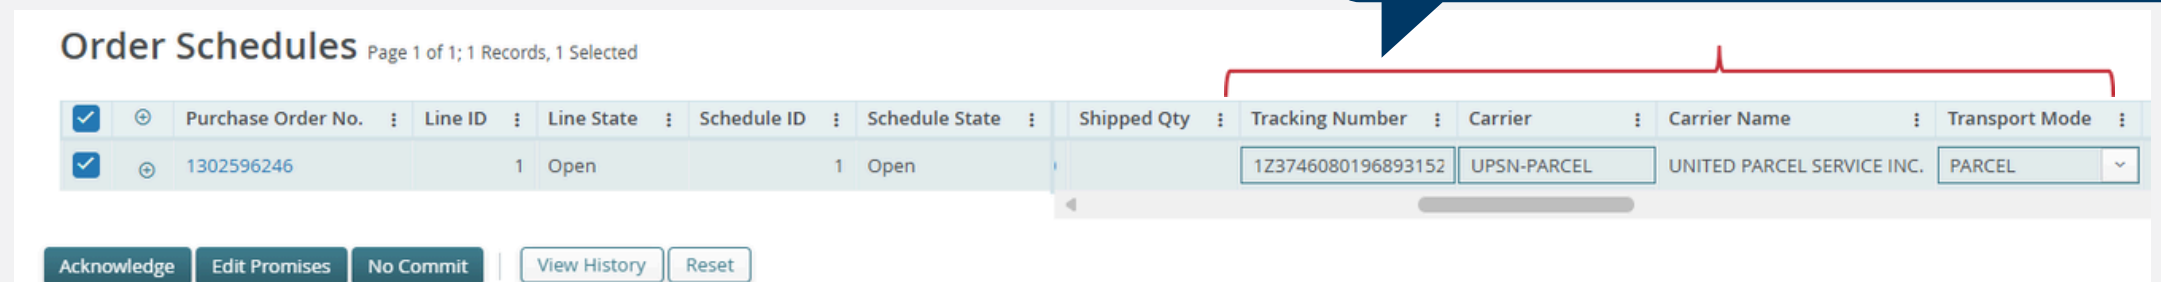 Order Schedules Page 1 of 1; 1 Records, 1 Selected
Purchase Order No. Line ID Line State Schedule ID Schedule State Shipped Qty Tracking Number Carrier Carrier Name Transport Mode
1302596246 1 Open 1 Open 1Z3746080196893152 UPSN-PARCEL UNITED PARCEL SERVICE INC. PARCEL
Acknowledge Edit Promises No Commit View History Reset